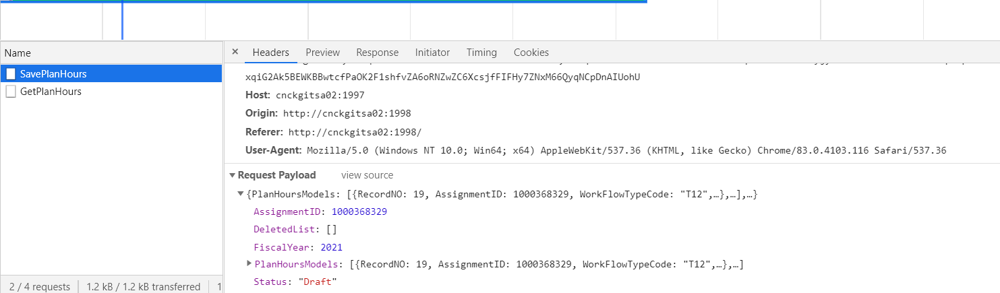 Name
× Headers Preview Response Initiator Timing Cookies
SavePlanHours
GetPlanHours
xqiG2Ak5BEWKBBwtcfPaOK2F1shfvZA6oRNZwZC6XcsjfFIFHy7ZNxM66QyqNCpDnAIUohU
Host: cnckgitsa02:1997
Origin: http://cnckgitsa02:1998
Referer: http://cnckgitsa02:1998/
User-Agent: Mozilla/5.0 (Windows NT 10.0; Win64; x64) AppleWebKit/537.36 (KHTML, like Gecko) Chrome/83.0.4103.116 Safari/537.36
Request Payload view source
{PlanHoursModels: [{RecordNO: 19, AssignmentID: 1000368329, WorkFlowTypeCode: "T12",…},…],…}
AssignmentID: 1000368329
DeletedList: []
FiscalYear: 2021
PlanHoursModels: [{RecordNO: 19, AssignmentID: 1000368329, WorkFlowTypeCode: "T12",…},…]
Status: "Draft"
2 / 4 requests 1.2 kB / 1.2 kB transferred 1